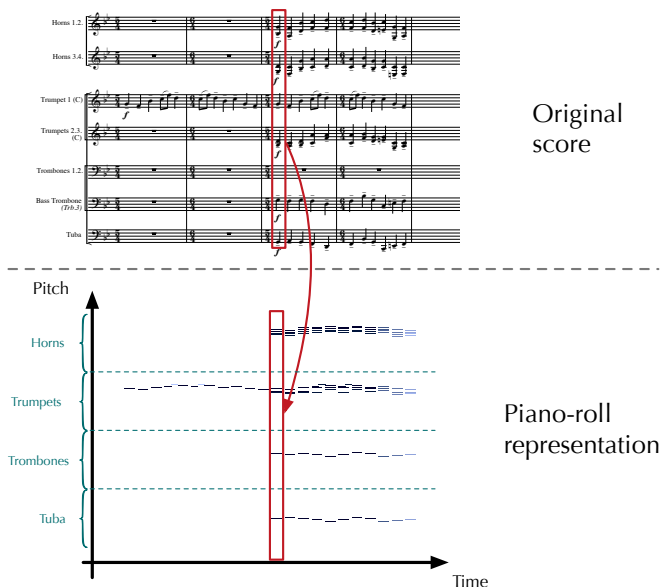 Horns 1.2.
Horns 3.4.
Trumpet 1 (C)
Trumpets 2.3.
(C)
Trombones 1.2.
Bass Trombone
(Trb.3)
Tuba
Original
score
Pitch
Horns
Trumpets
Trombones
Tuba
Time
Piano-roll
representation